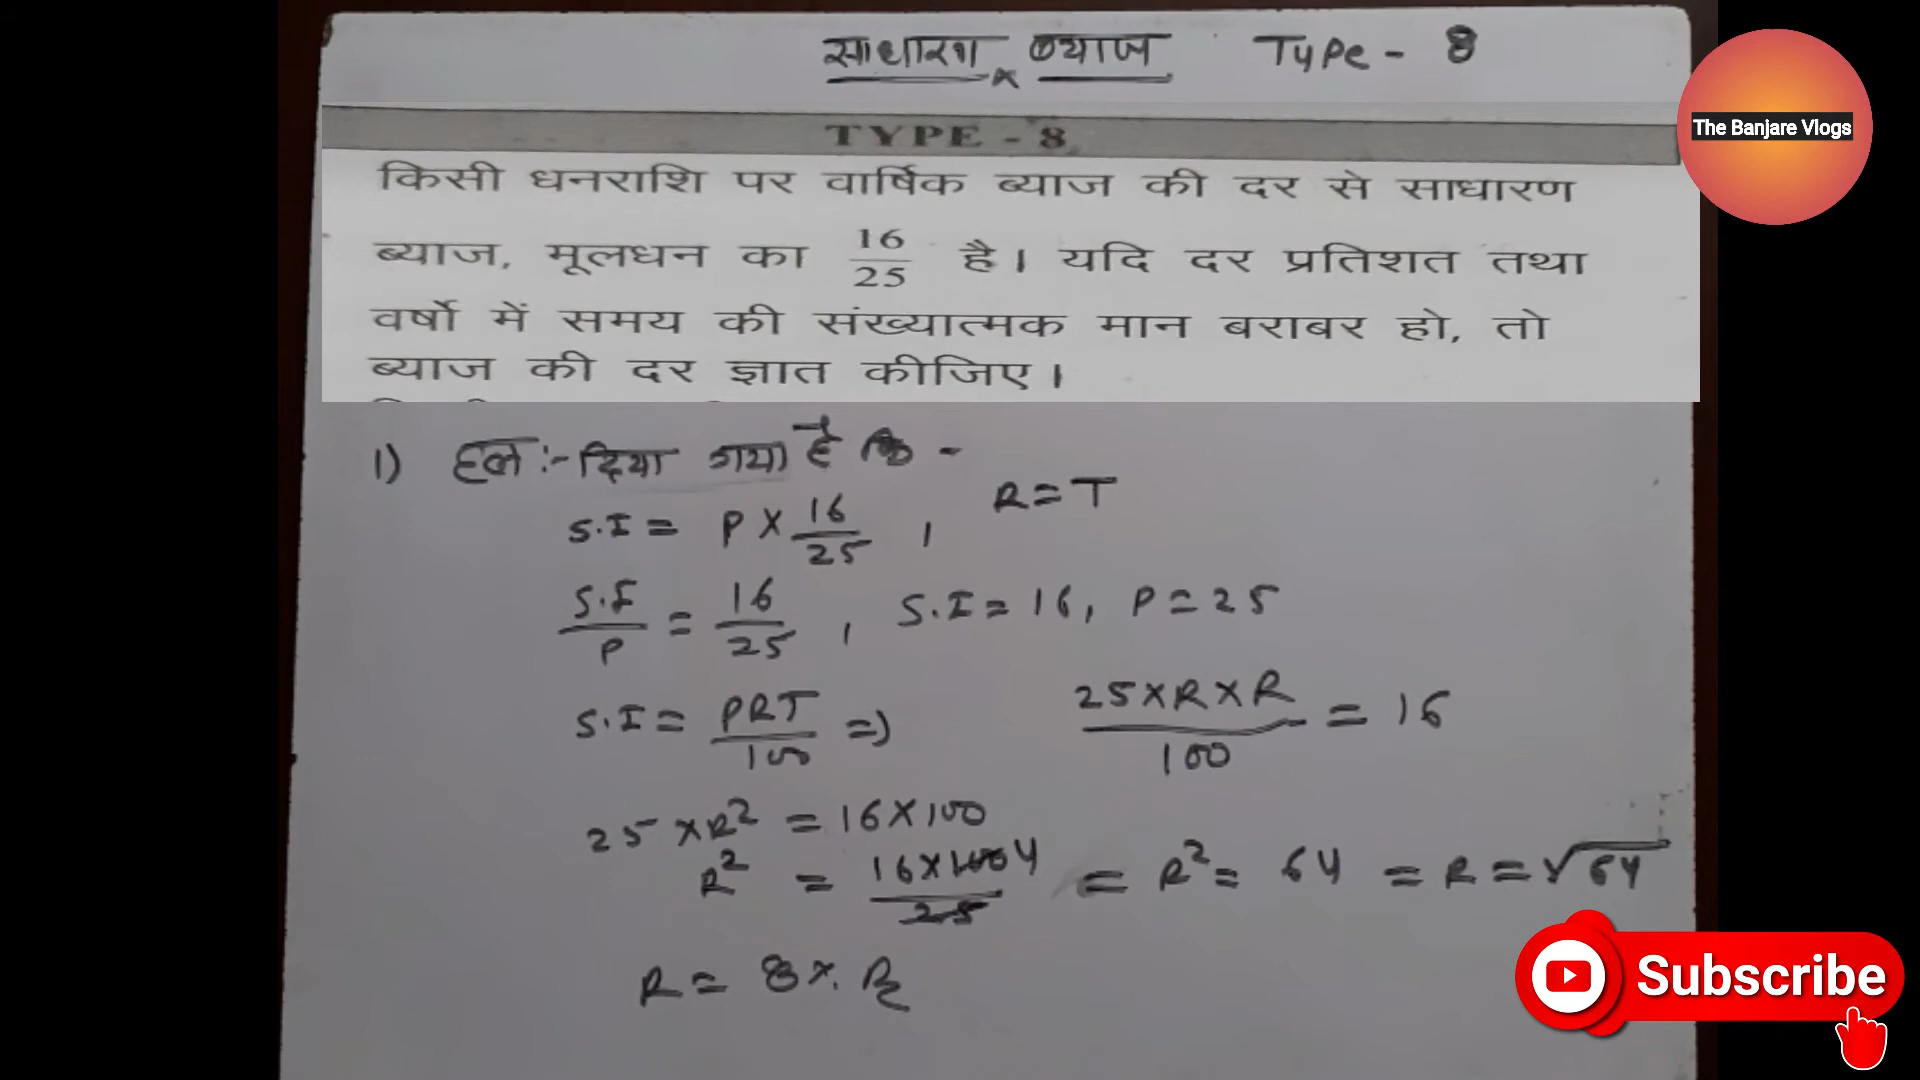 साधारण ब्याज Type - 8
The Banjare Vlogs
TYPE - 8
किसी धनराशि पर वार्षिक ब्याज की दर से साधारण
ब्याज, मूलधन का 16/25 है। यदि दर प्रतिशत तथा
वर्षो में समय की संख्यात्मक मान बराबर हो, तो
ब्याज की दर ज्ञात कीजिए।
1) हल :- दिया गया है कि -
S.I = P × 16/25 , R = T
S.I/P = 16/25 , S.I = 16, P = 25
S.I = PRT/100 => 25×R×R/100 = 16
25 × R² = 16×100
R² = 16×100 4/25 = R² = 64 = R = √64
R = 8 %.
Subscribe